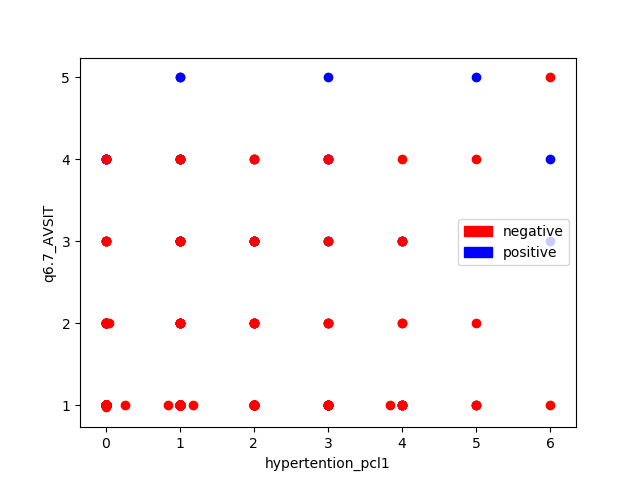 5
4
3
2
1
q6.7_AVSIT
negative
positive
0 1 2 3 4 5 6
hypertention_pcl1